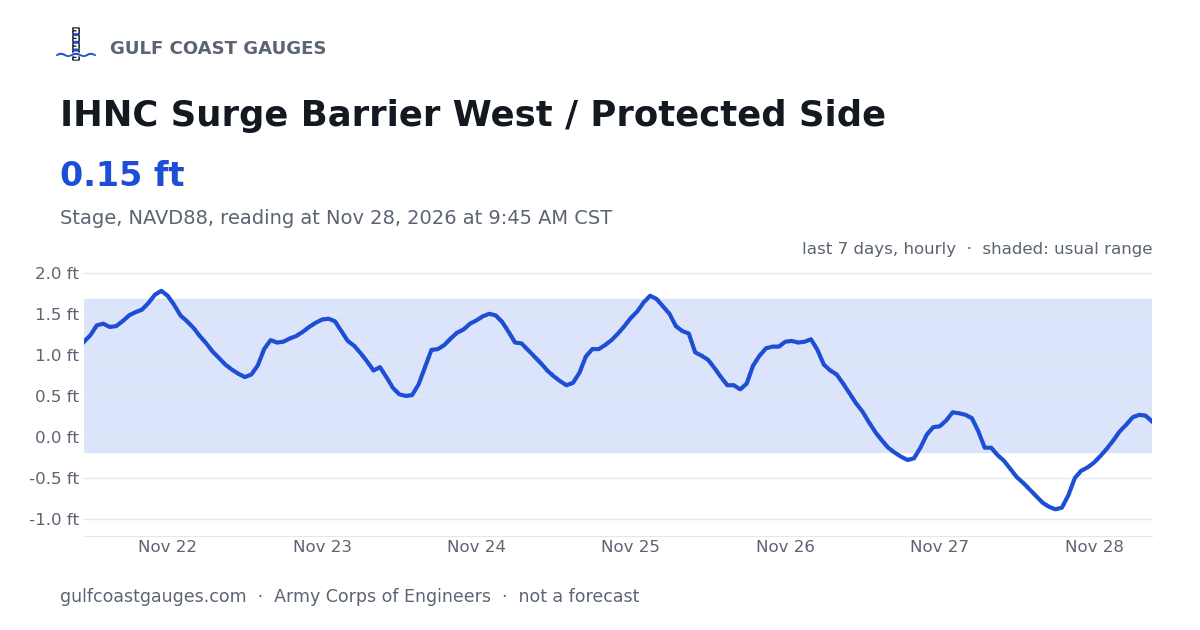 GULF COAST GAUGES
IHNC Surge Barrier West / Protected Side
0.15 ft
Stage, NAVD88, reading at Nov 28, 2026 at 9:45 AM CST
last 7 days, hourly · shaded: usual range
2.0 ft
1.5 ft
1.0 ft
0.5 ft
0.0 ft
-0.5 ft
-1.0 ft
Nov 22 Nov 23 Nov 24 Nov 25 Nov 26 Nov 27 Nov 28
gulfcoastgauges.com · Army Corps of Engineers · not a forecast